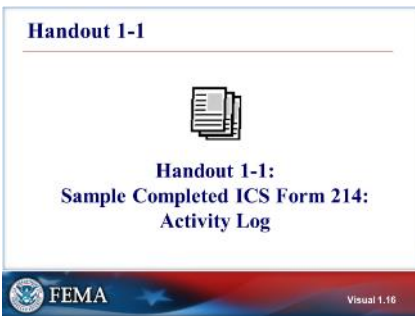 Handout 1-1
Handout 1-1:
Sample Completed ICS Form 214:
Activity Log
FEMA
Visual 1.16